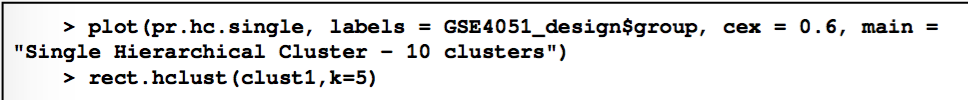 > plot(pr.hc.single, labels = GSE4051_design$group, cex = 0.6, main =
"Single Hierarchical Cluster – 10 clusters")
> rect.hclust(clust1,k=5)